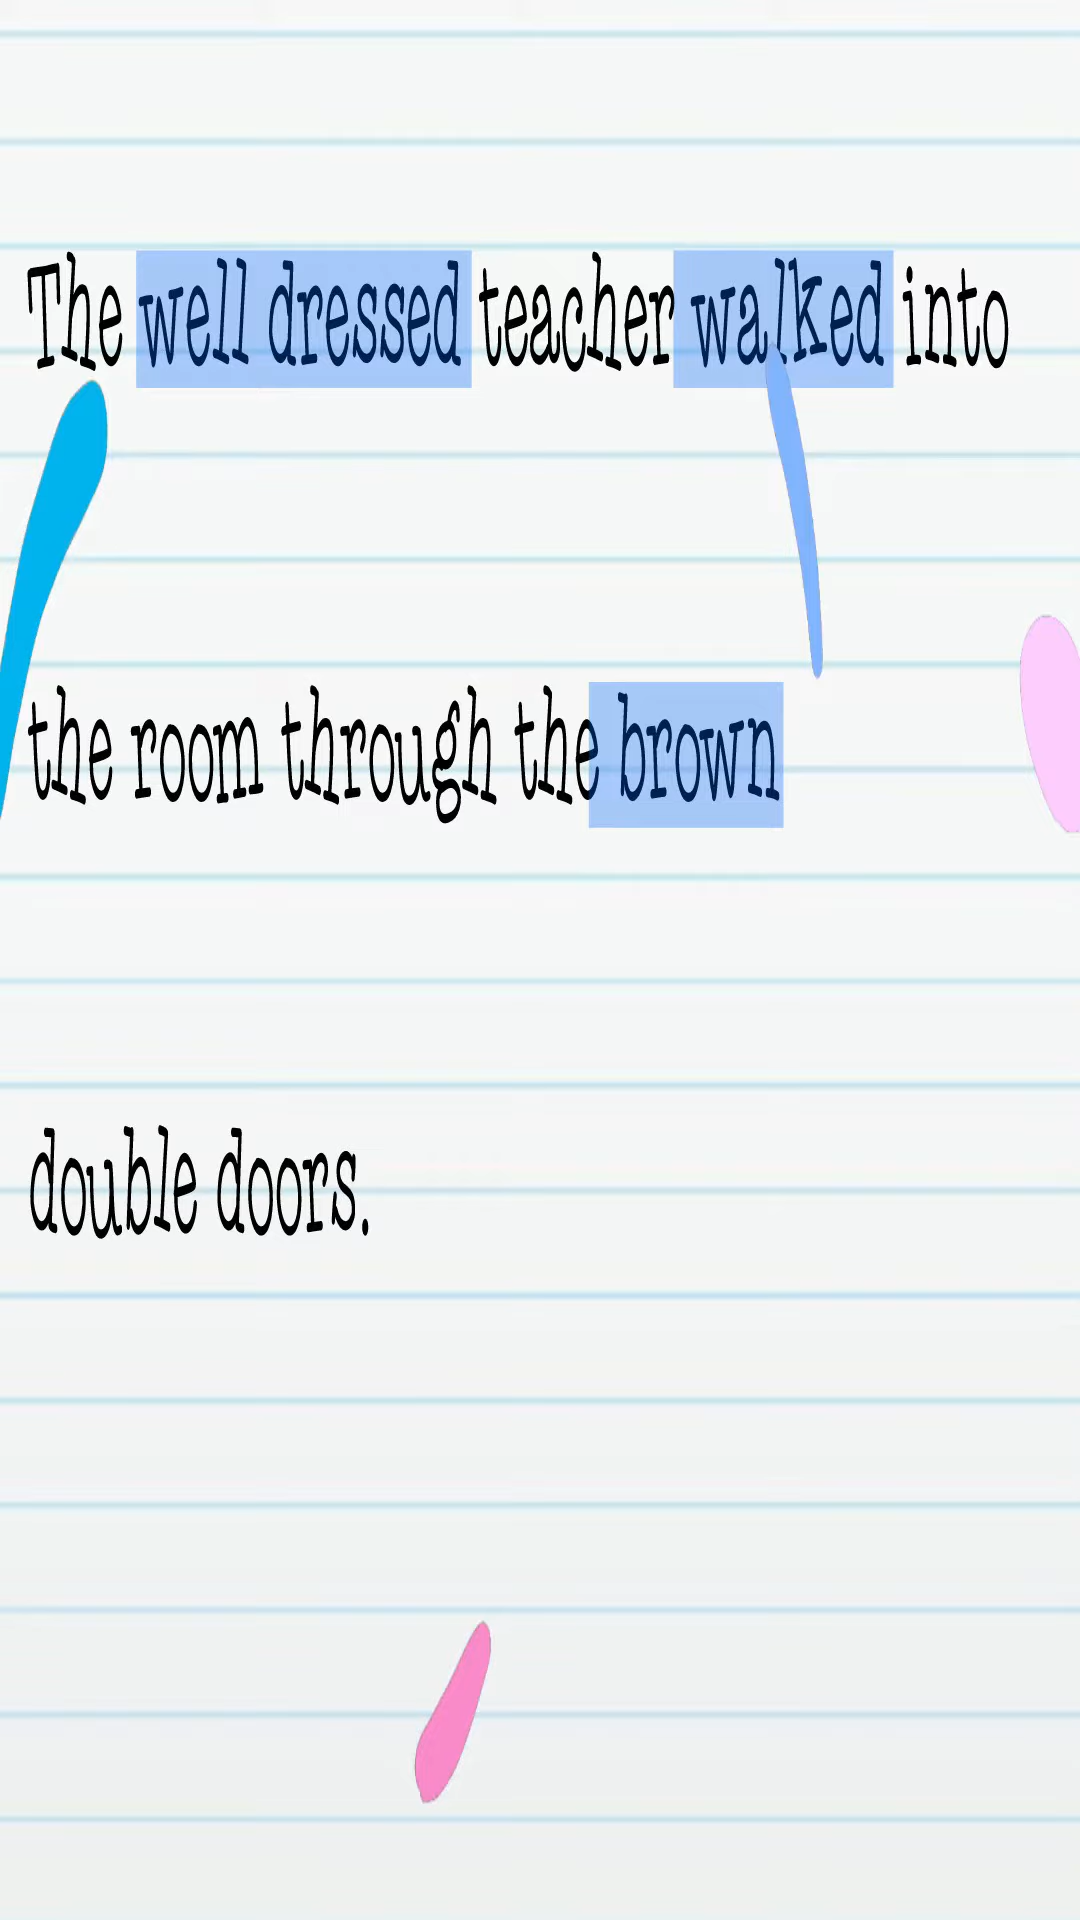 The well dressed teacher walked into
the room through the brown
double doors.